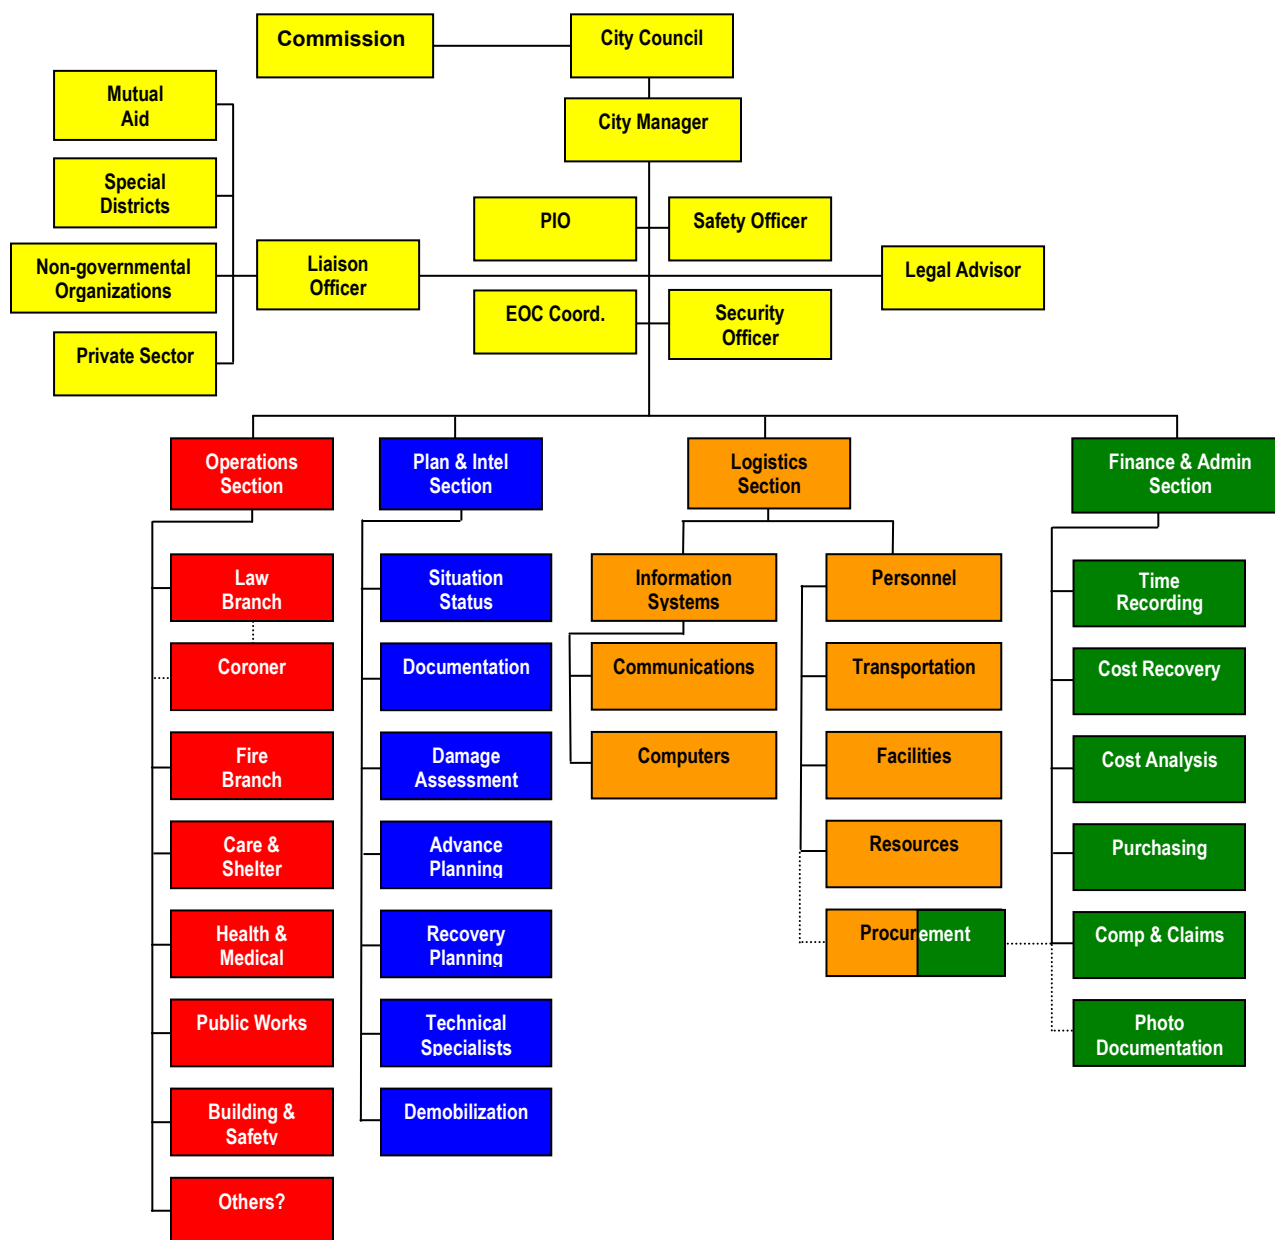 Commission
City Council
Mutual
Aid
City Manager
Special
Districts
PIO
Safety Officer
Non-governmental
Organizations
Liaison
Officer
Legal Advisor
EOC Coord.
Security
Officer
Private Sector
Operations
Section
Plan & Intel
Section
Logistics
Section
Finance & Admin
Section
Law
Branch
Coroner
Fire
Branch
Care &
Shelter
Health &
Medical
Public Works
Building &
Safety
Others?
Situation
Status
Documentation
Damage
Assessment
Advance
Planning
Recovery
Planning
Technical
Specialists
Demobilization
Information
Systems
Communications
Computers
Personnel
Transportation
Facilities
Resources
Procurement
Time
Recording
Cost Recovery
Cost Analysis
Purchasing
Comp & Claims
Photo
Documentation